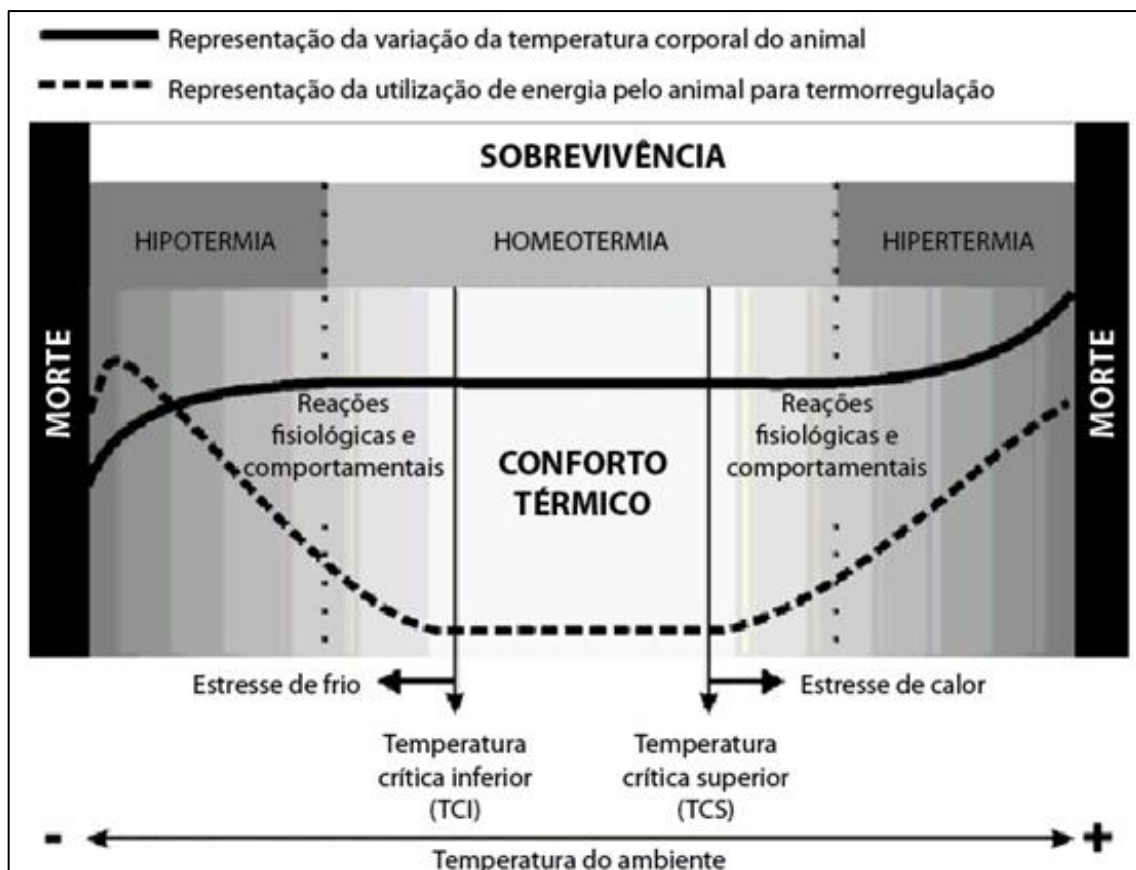 Representação da variação da temperatura corporal do animal
Representação da utilização de energia pelo animal para termorregulação
SOBREVIVÊNCIA
HIPOTERMIA
HOMEOTERMIA
HIPERTERMIA
MORTE
MORTE
Reações
fisiológicas e
comportamentais
CONFORTO
TÉRMICO
Reações
fisiológicas e
comportamentais
Estresse de frio
Estresse de calor
Temperatura
crítica inferior
(TCI)
Temperatura
crítica superior
(TCS)
- +
Temperatura do ambiente